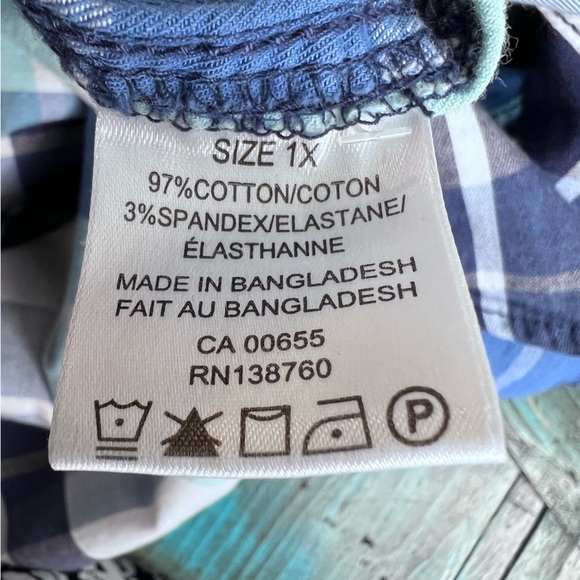 SIZE 1X
97%COTTON/COTON
3%SPANDEX/ELASTANE/
ÉLASTHANNE
MADE IN BANGLADESH
FAIT AU BANGLADESH
CA 00655
RN138760
P